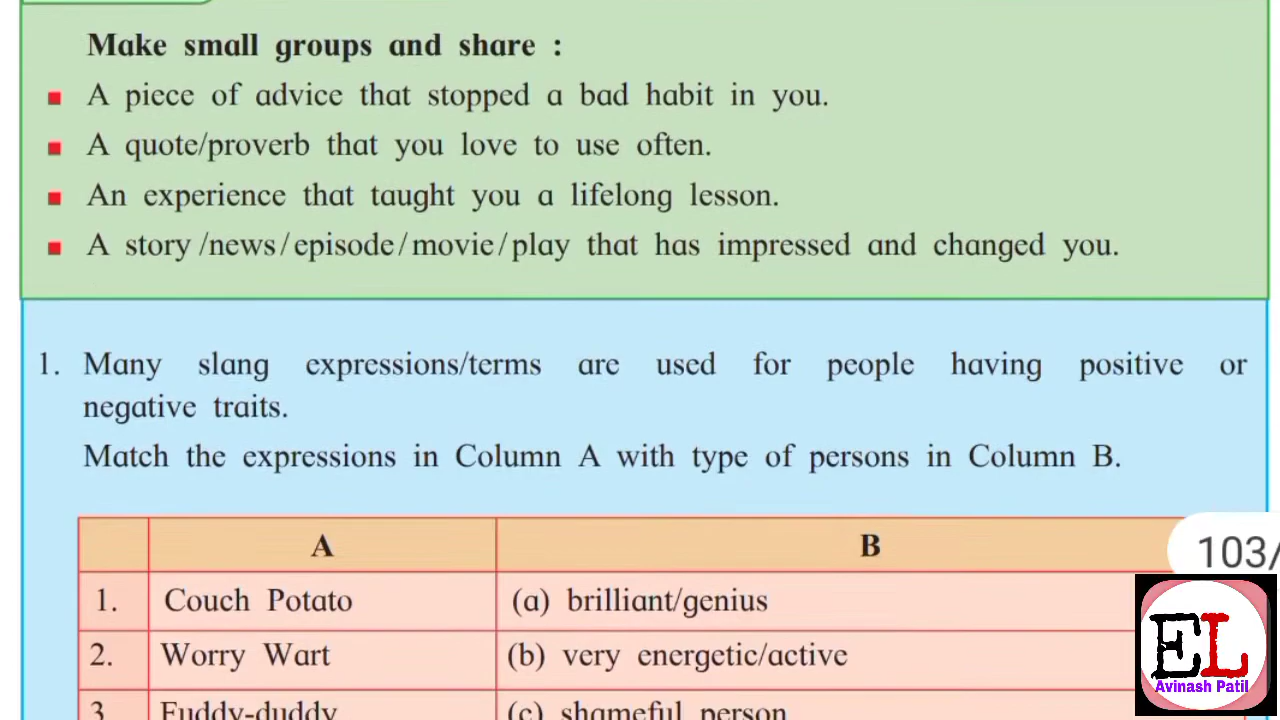 Make small groups and share :
A piece of advice that stopped a bad habit in you.
A quote/proverb that you love to use often.
An experience that taught you a lifelong lesson.
A story /news/episode/movie/play that has impressed and changed you.
1. Many slang expressions/terms are used for people having positive or
negative traits.
Match the expressions in Column A with type of persons in Column B.
A B
103/
1. Couch Potato (a) brilliant/genius
2. Worry Wart (b) very energetic/active
3. Fuddy-duddy (c) shameful person
EL
Avinash Patil